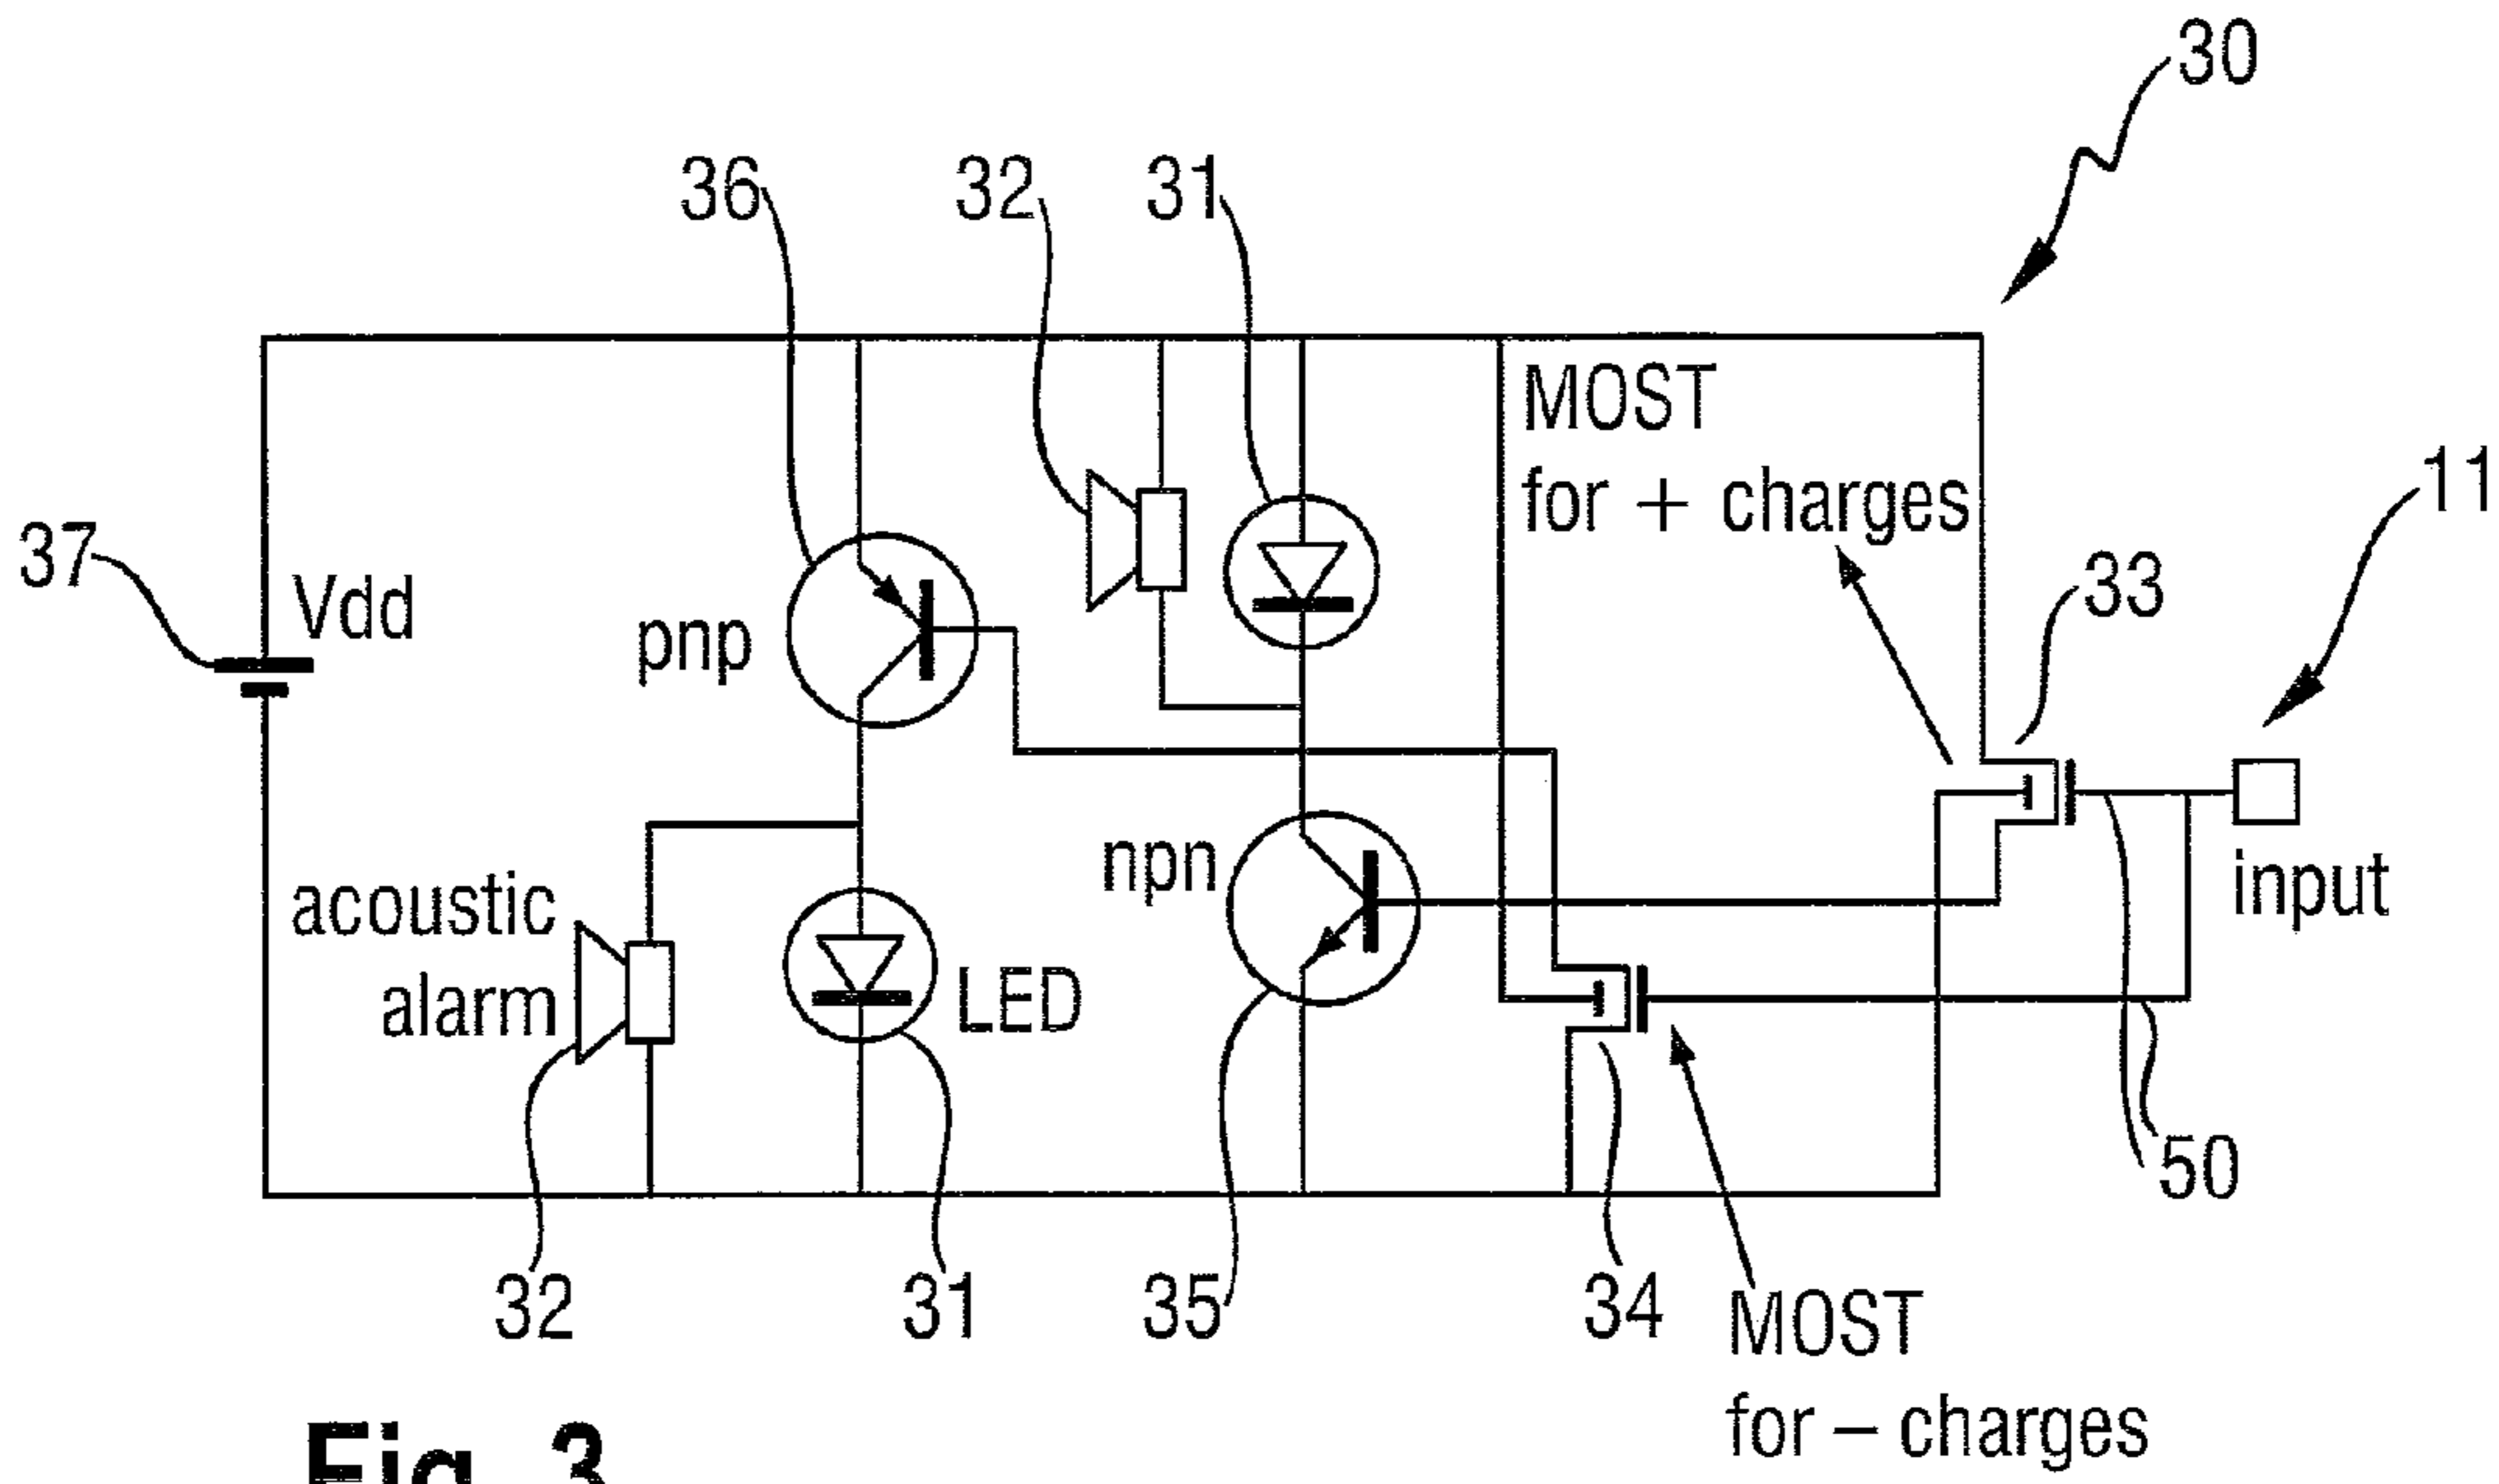 30
36
32
31
MOST
for + charges
11
37
Vdd
33
pnp
npn
input
acoustic
alarm
LED
50
32
31
35
34
MOST
for – charges
Fig. 3